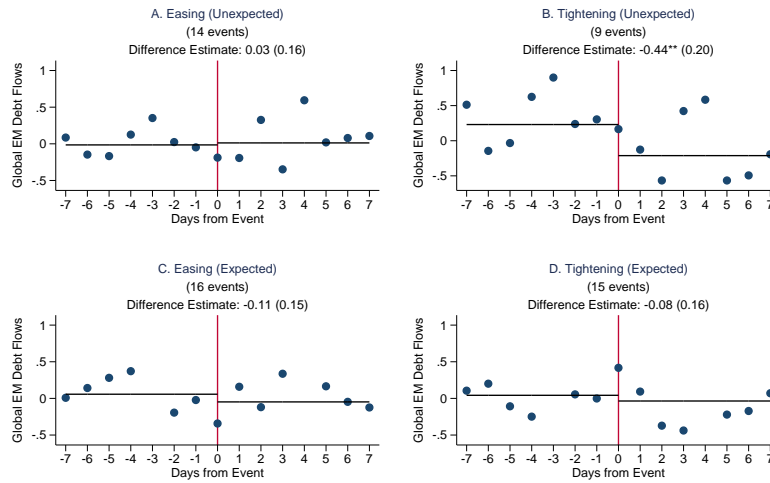 A. Easing (Unexpected)
(14 events)
Difference Estimate: 0.03 (0.16)
Global EM Debt Flows
1
.5
0
-.5
-7 -6 -5 -4 -3 -2 -1 0 1 2 3 4 5 6 7
Days from Event
B. Tightening (Unexpected)
(9 events)
Difference Estimate: -0.44** (0.20)
Global EM Debt Flows
1
.5
0
-.5
-7 -6 -5 -4 -3 -2 -1 0 1 2 3 4 5 6 7
Days from Event
C. Easing (Expected)
(16 events)
Difference Estimate: -0.11 (0.15)
Global EM Debt Flows
1
.5
0
-.5
-7 -6 -5 -4 -3 -2 -1 0 1 2 3 4 5 6 7
Days from Event
D. Tightening (Expected)
(15 events)
Difference Estimate: -0.08 (0.16)
Global EM Debt Flows
1
.5
0
-.5
-7 -6 -5 -4 -3 -2 -1 0 1 2 3 4 5 6 7
Days from Event